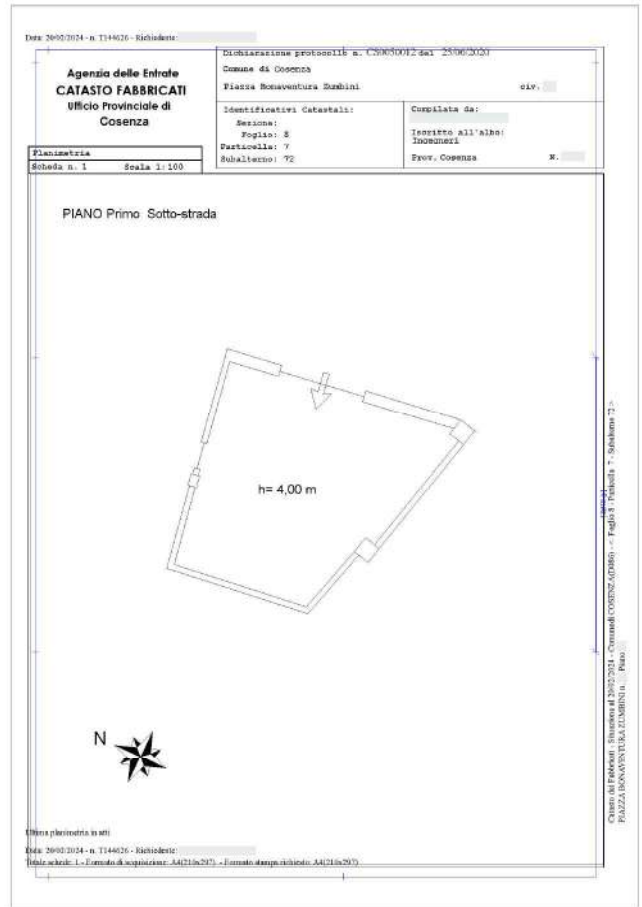 Data: 20/02/2024 - n. T144626 - Richiedente:
Agenzia delle Entrate
CATASTO FABBRICATI
Ufficio Provinciale di
Cosenza
Dichiarazione protocollo n. CS0050012 del 25/06/2020
Comune di Cosenza
Piazza Bonaventura Zumbini civ.
Identificativi Catastali:
Sezione:
Foglio: 8
Particella: 7
Subalterno: 72
Compilata da:
Iscritto all'albo:
Ingegneri
Prov. Cosenza N.
Planimetria
Scheda n. 1 Scala 1:100
PIANO Primo Sotto-strada
h= 4,00 m
N
Ultima planimetria in atti
Data: 20/02/2024 - n. T144626 - Richiedente:
Totale schede: 1 - Formato di acquisizione: A4(210x297) - Formato stampa richiesto: A4(210x297)
Catasto dei Fabbricati - Situazione al 20/02/2024 - Comune di COSENZA(D086) - < Foglio 8 - Particella 7 - Subalterno 72 >
PIAZZA BONAVENTURA ZUMBINI n. Piano